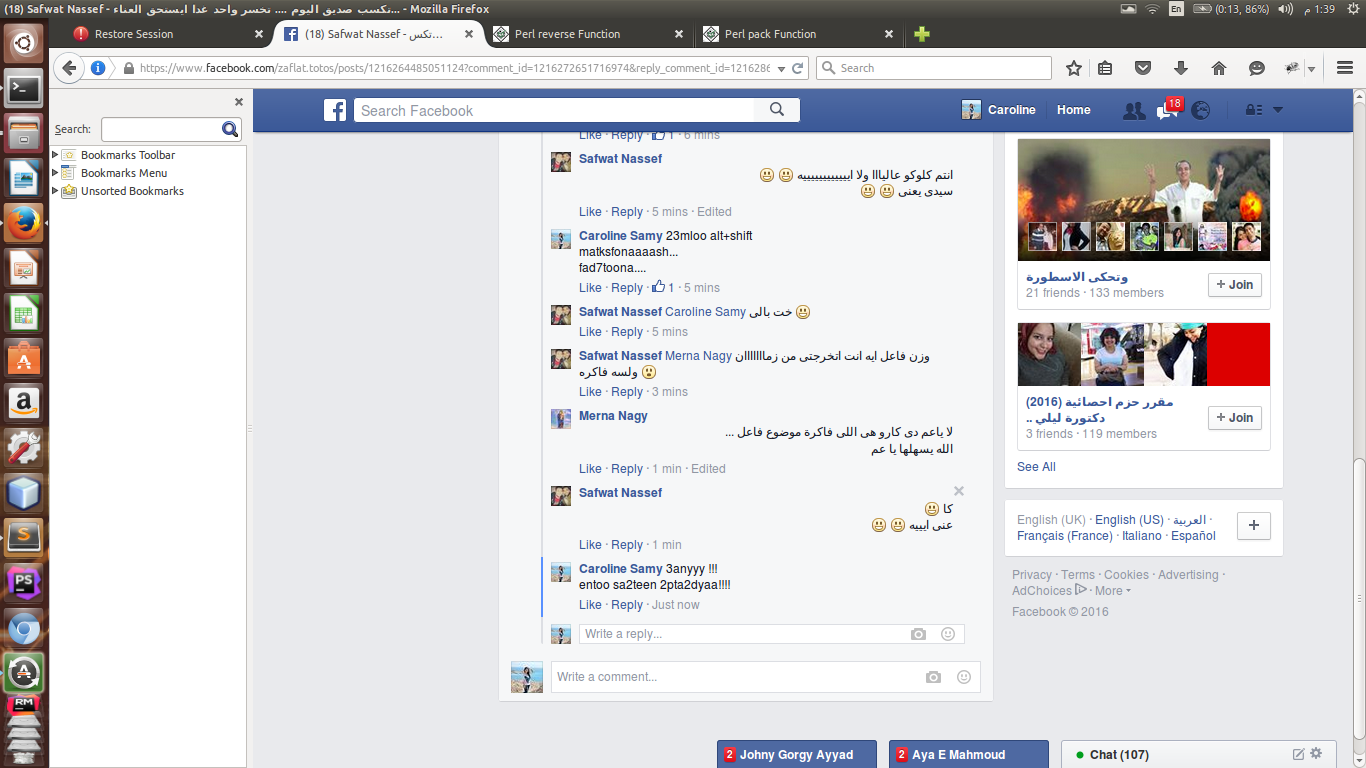 (18) Safwat Nassef - نكسب صديق اليوم .... نخسر واحد غدا ايستحق العناء... - Mozilla Firefox
En
(0:13, 86%)
1:39 م
Restore Session
(18) Safwat Nassef - نكس...
Perl reverse Function
Perl pack Function
https://www.facebook.com/zaflat.totos/posts/1216264485051124?comment_id=1216272651716974&reply_comment_id=1216286
Search
Search:
Bookmarks Toolbar
Bookmarks Menu
Unsorted Bookmarks
Search Facebook
Caroline
Home
18
Like · Reply · 1 · 6 mins
Safwat Nassef
انتم كلوكو عالياااا ولا اييييييييييييه 😃 😃
سيدى يعنى 😃 😃
Like · Reply · 5 mins · Edited
Caroline Samy 23mloo alt+shift
matksfonaaaash...
fad7toona....
Like · Reply · 1 · 5 mins
Safwat Nassef Caroline Samy خت بالى 😃
Like · Reply · 5 mins
Safwat Nassef Merna Nagy وزن فاعل ايه انت اتخرجتى من زمااااااان
ولسه فاكره 😮
Like · Reply · 3 mins
Merna Nagy
لا ياعم دى كارو هى اللى فاكرة موضوع فاعل ...
الله يسهلها يا عم
Like · Reply · 1 min · Edited
Safwat Nassef
كا 😃
عنى اييييه 😃 😃
Like · Reply · 1 min
Caroline Samy 3anyyy !!!
entoo sa2teen 2pta2dyaa!!!!
Like · Reply · Just now
Write a reply...
Write a comment...
وتحكى الاسطورة
21 friends · 133 members
+ Join
مقرر حزم احصائية (2016)
دكتورة ليلي ..
3 friends · 119 members
+ Join
See All
English (UK) · English (US) · العربية ·
Français (France) · Italiano · Español
+
Privacy · Terms · Cookies · Advertising ·
AdChoices · More
Facebook © 2016
2 Johny Gorgy Ayyad
2 Aya E Mahmoud
Chat (107)
PS
RM